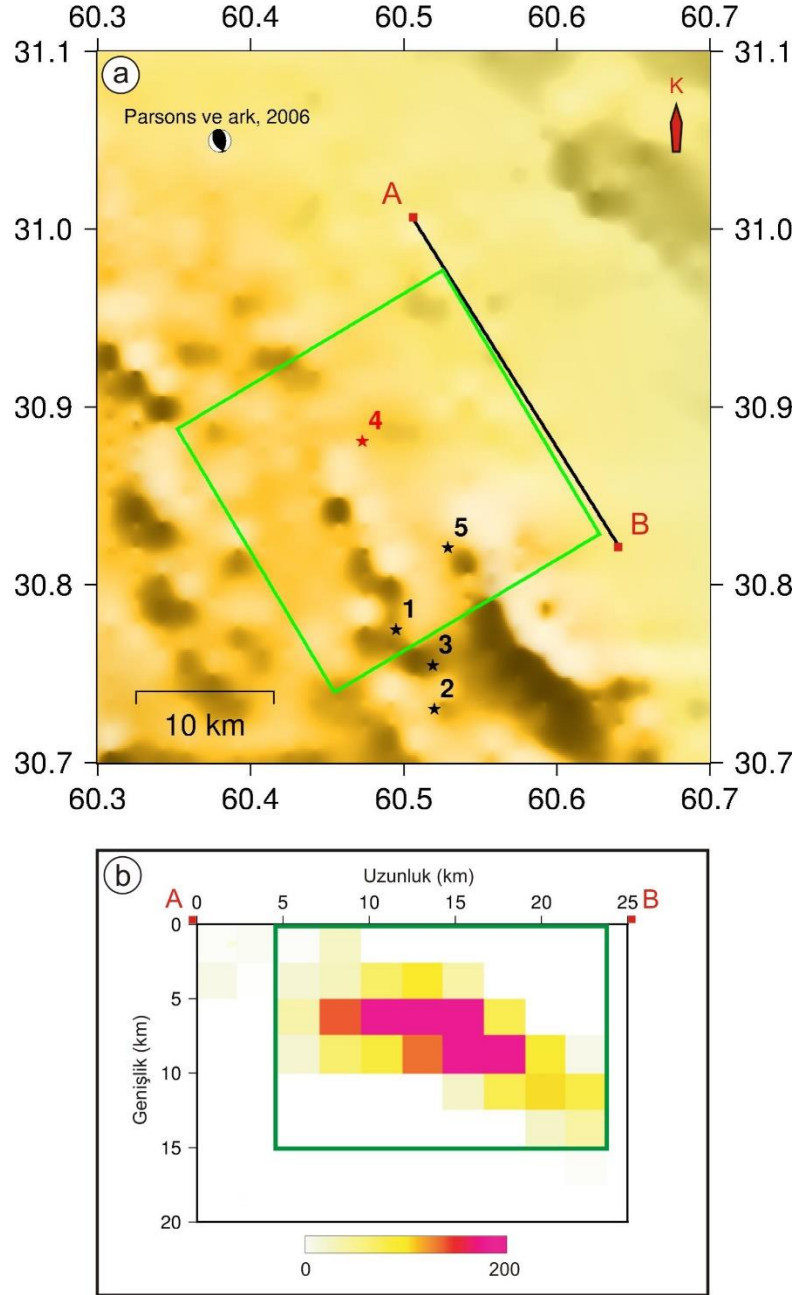 60.3 60.4 60.5 60.6 60.7
31.1 31.1
a
K
Parsons ve ark, 2006
A
31.0 31.0
30.9 30.9
4
5
B
30.8 30.8
1
3
2
10 km
30.7 30.7
60.3 60.4 60.5 60.6 60.7
b
Uzunluk (km)
A 0 5 10 15 20 25 B
0
5
Genişlik (km)
10
15
20
0 200